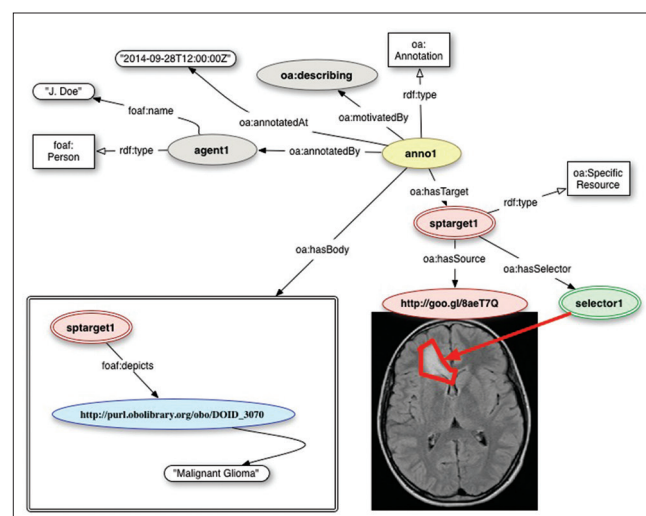 oa:
Annotation
"2014-09-28T12:00:00Z"
oa:describing
"J. Doe"
rdf:type
foaf:name
oa:motivatedBy
oa:annotatedAt
foaf:
Person
rdf:type
agent1
oa:annotatedBy
anno1
oa:Specific
Resource
oa:hasTarget
rdf:type
sptarget1
oa:hasBody
oa:hasSource
oa:hasSelector
http://goo.gl/8aeT7Q
selector1
sptarget1
foaf:depicts
http://purl.obolibrary.org/obo/DOID_3070
"Malignant Glioma"